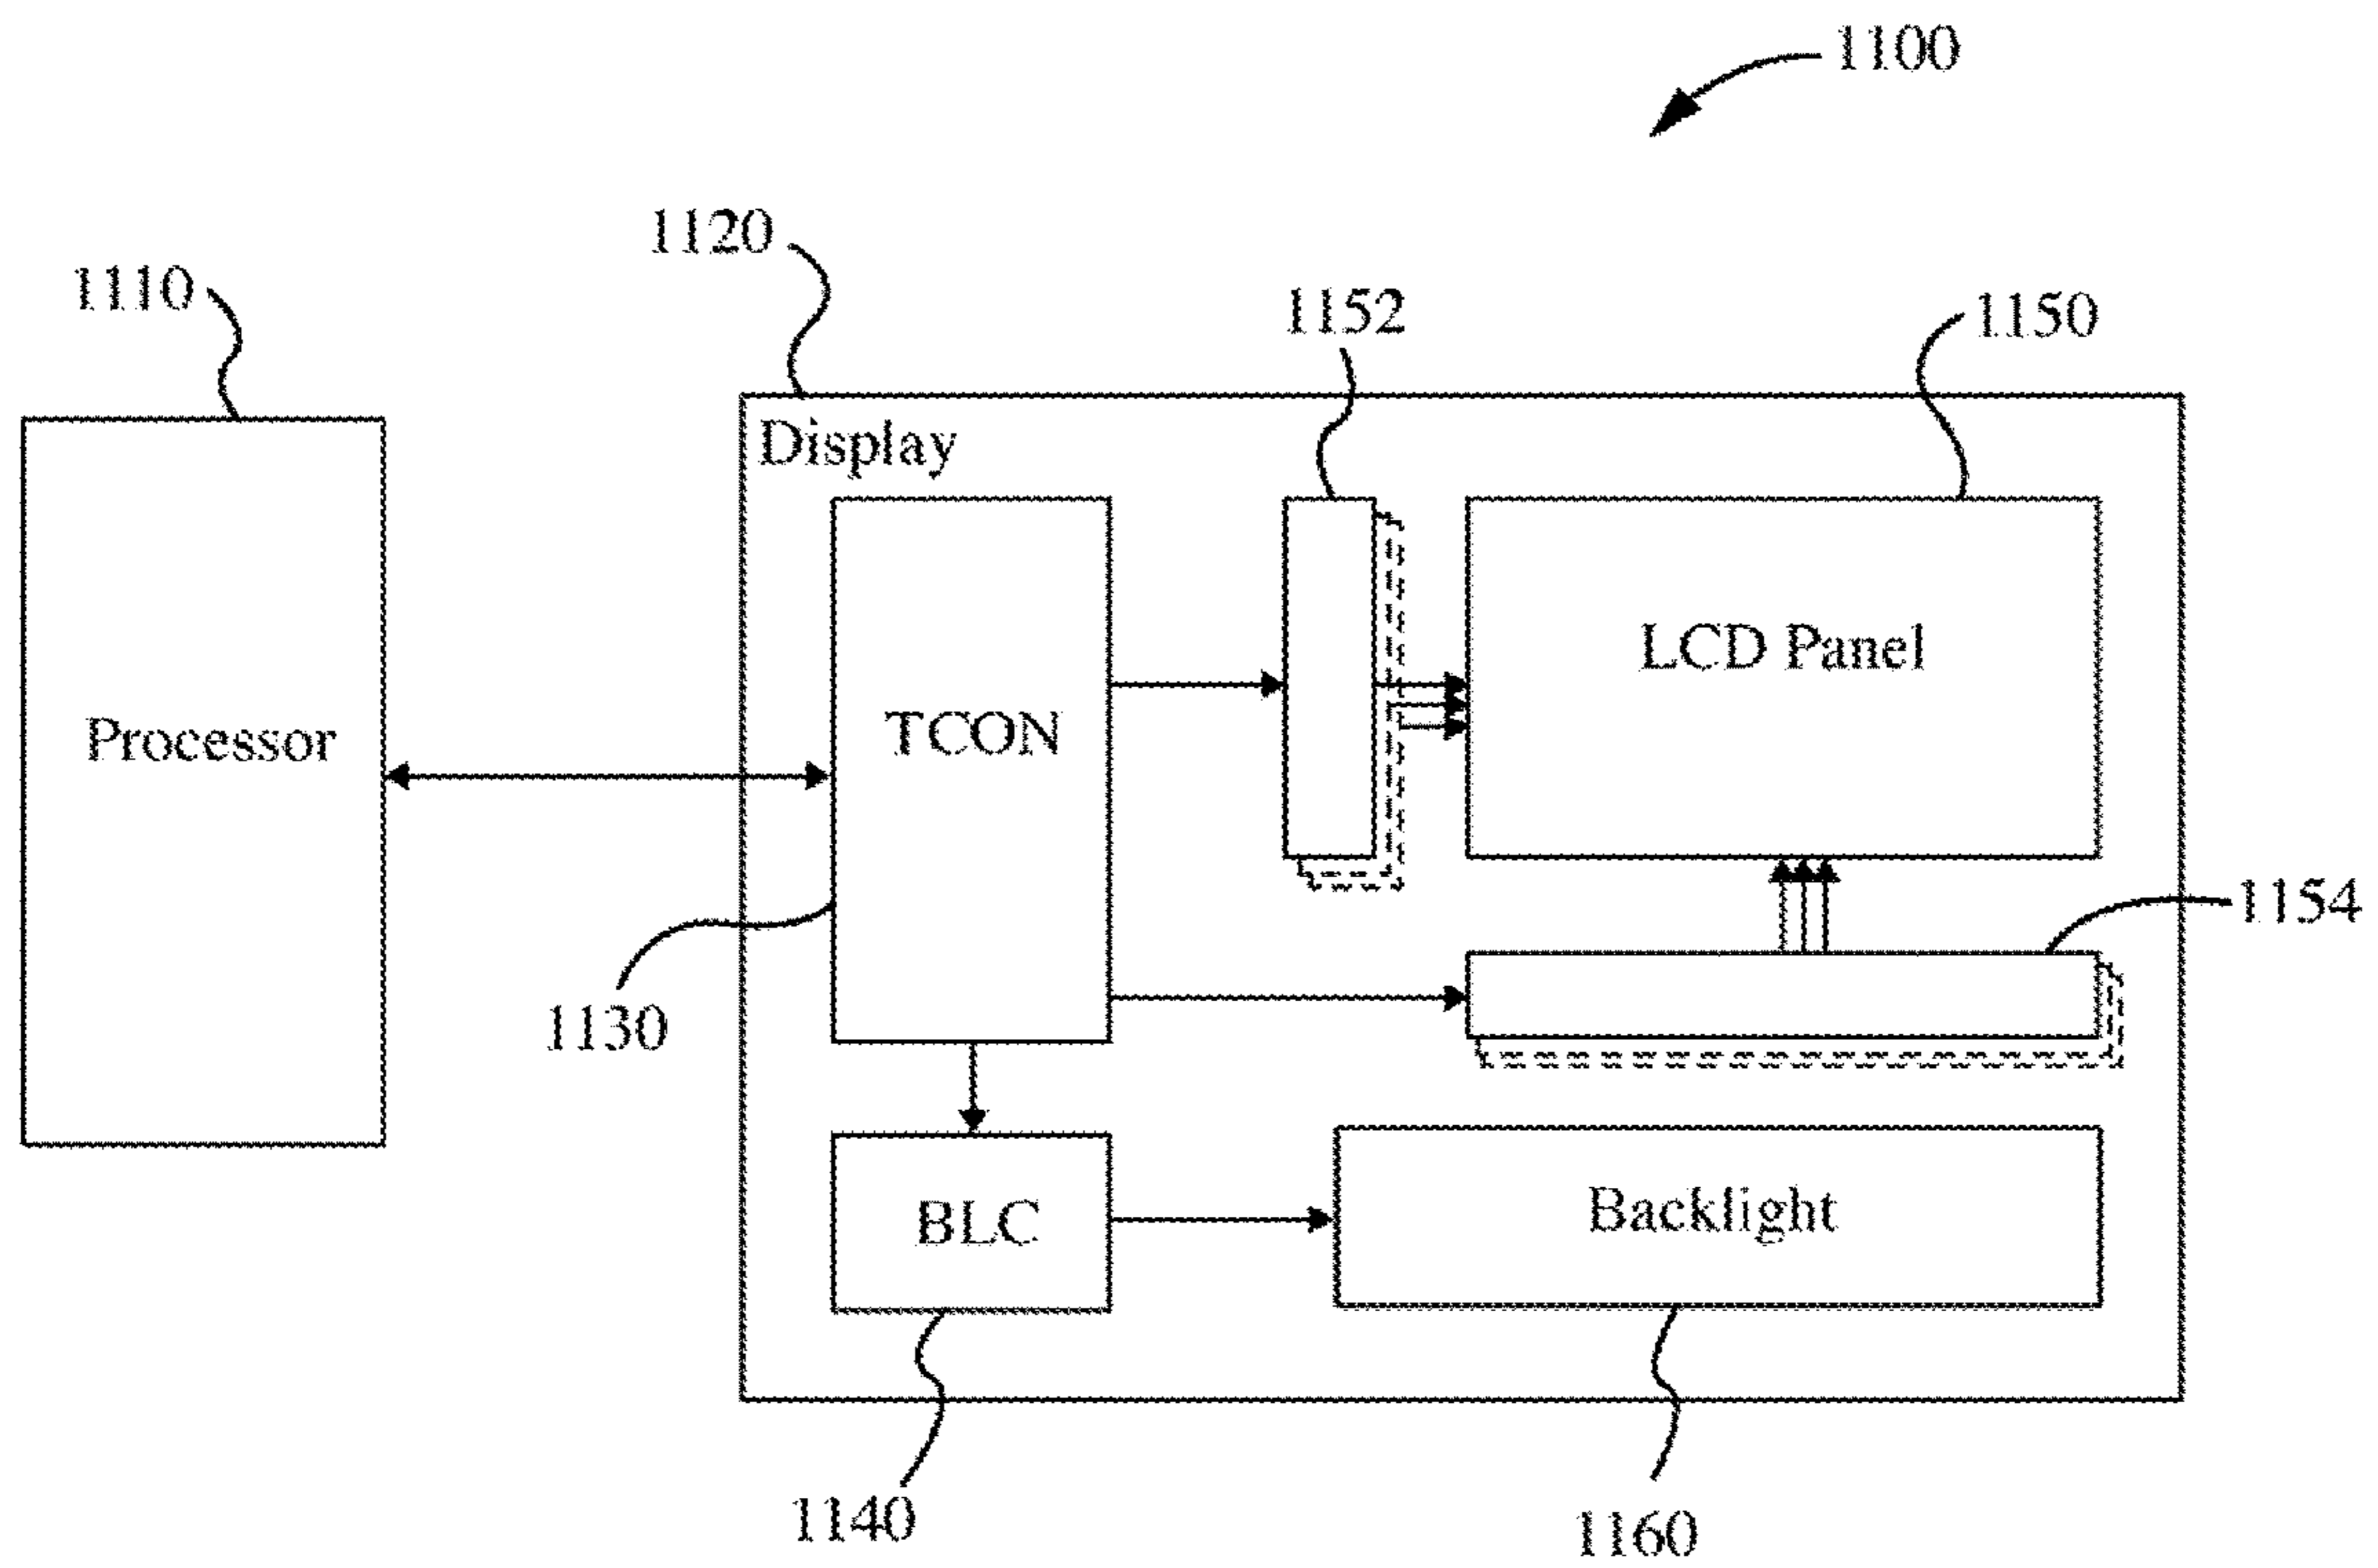 1100
1120
1110
1152
1150
Display
LCD Panel
Processor
TCON
1154
1130
BLC
Backlight
1140
1160